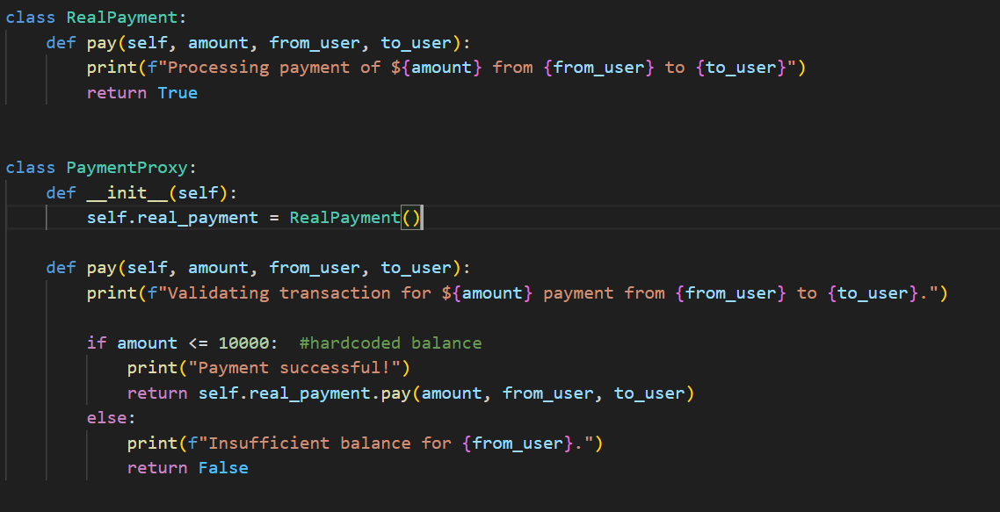 class RealPayment:
    def pay(self, amount, from_user, to_user):
        print(f"Processing payment of ${amount} from {from_user} to {to_user}")
        return True
class PaymentProxy:
    def __init__(self):
        self.real_payment = RealPayment()
    def pay(self, amount, from_user, to_user):
        print(f"Validating transaction for ${amount} payment from {from_user} to {to_user}.")
        if amount <= 10000:  #hardcoded balance
            print("Payment successful!")
            return self.real_payment.pay(amount, from_user, to_user)
        else:
            print(f"Insufficient balance for {from_user}.")
            return False